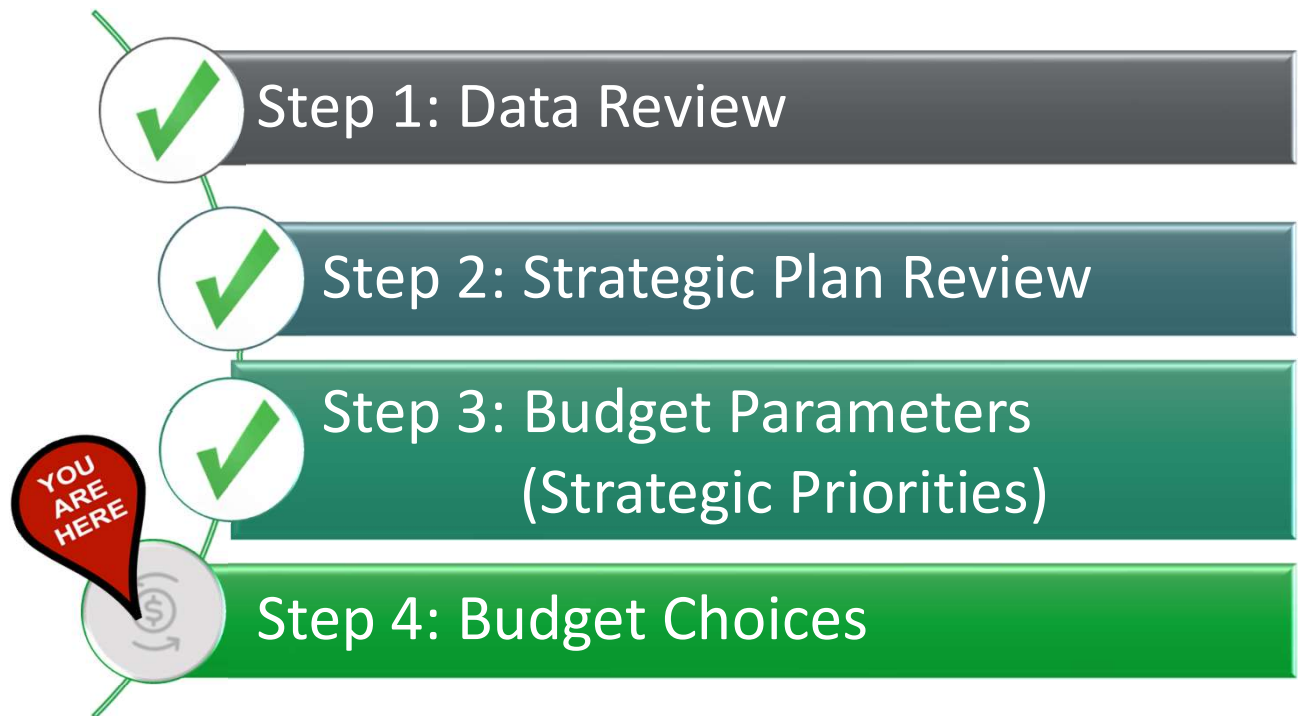 Step 1: Data Review
Step 2: Strategic Plan Review
Step 3: Budget Parameters
(Strategic Priorities)
YOU
ARE
HERE
$
Step 4: Budget Choices